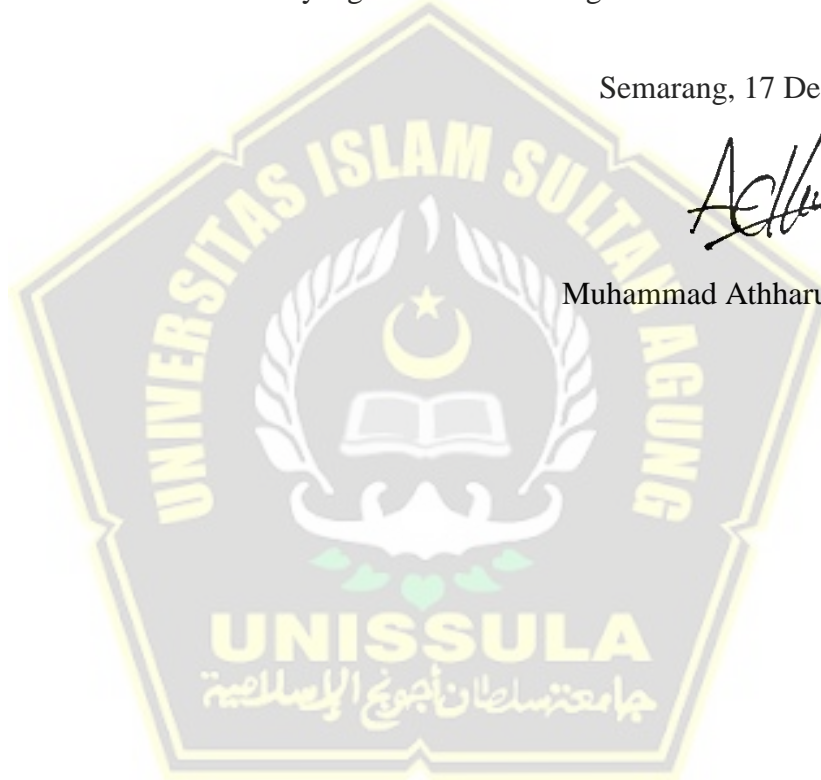 Semarang, 17 De
Muhammad Athharu
UNIVERSITAS ISLAM SULTAN AGUNG
UNISSULA
جامعة سلطان أجونج الإسلامية